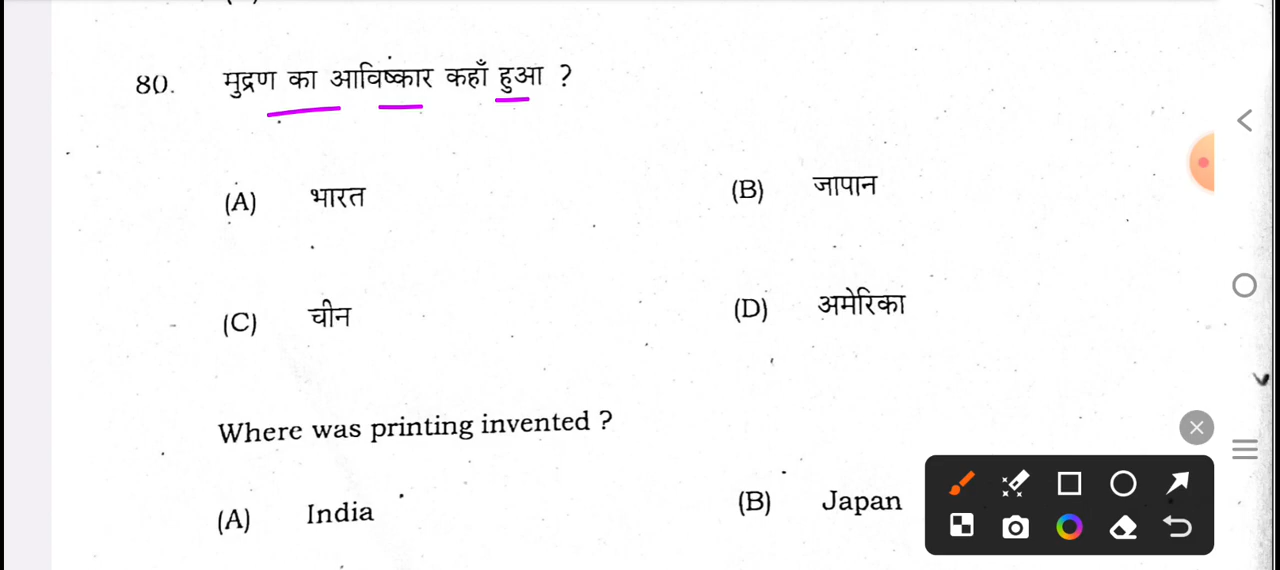 80. मुद्रण का आविष्कार कहाँ हुआ ?
(A) भारत (B) जापान
(C) चीन (D) अमेरिका
Where was printing invented ?
(A) India (B) Japan